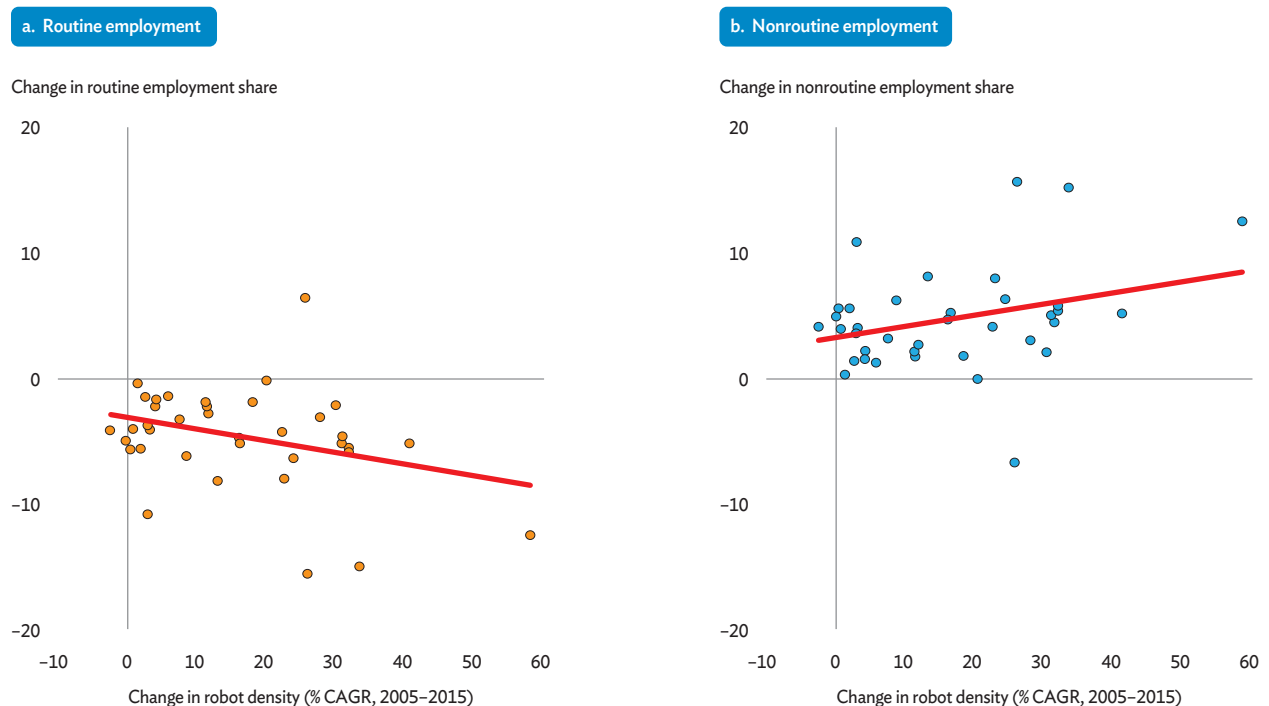 a. Routine employment
Change in routine employment share
20
10
0
−10
−20
−10 0 10 20 30 40 50 60
Change in robot density (% CAGR, 2005–2015)
b. Nonroutine employment
Change in nonroutine employment share
20
10
0
−10
−20
−10 0 10 20 30 40 50 60
Change in robot density (% CAGR, 2005–2015)